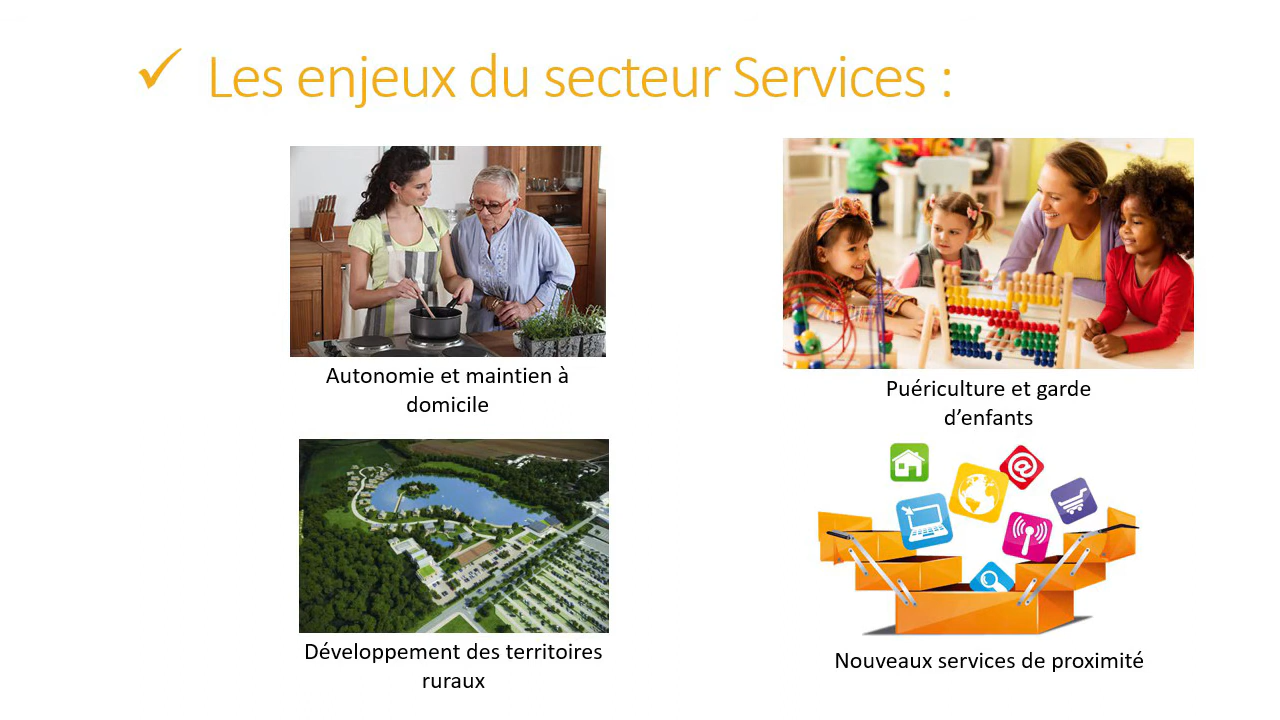 ✓ Les enjeux du secteur Services :
Autonomie et maintien à
domicile
Puériculture et garde
d’enfants
Développement des territoires
ruraux
Nouveaux services de proximité